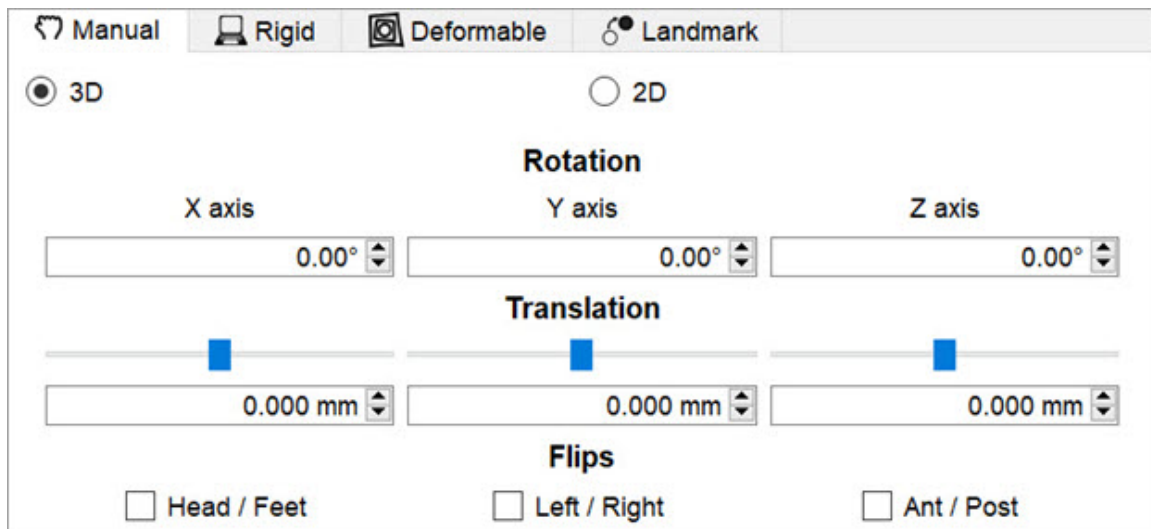 Manual Rigid Deformable Landmark
3D 2D
Rotation
X axis Y axis Z axis
0.00° 0.00° 0.00°
Translation
0.000 mm 0.000 mm 0.000 mm
Flips
Head / Feet Left / Right Ant / Post